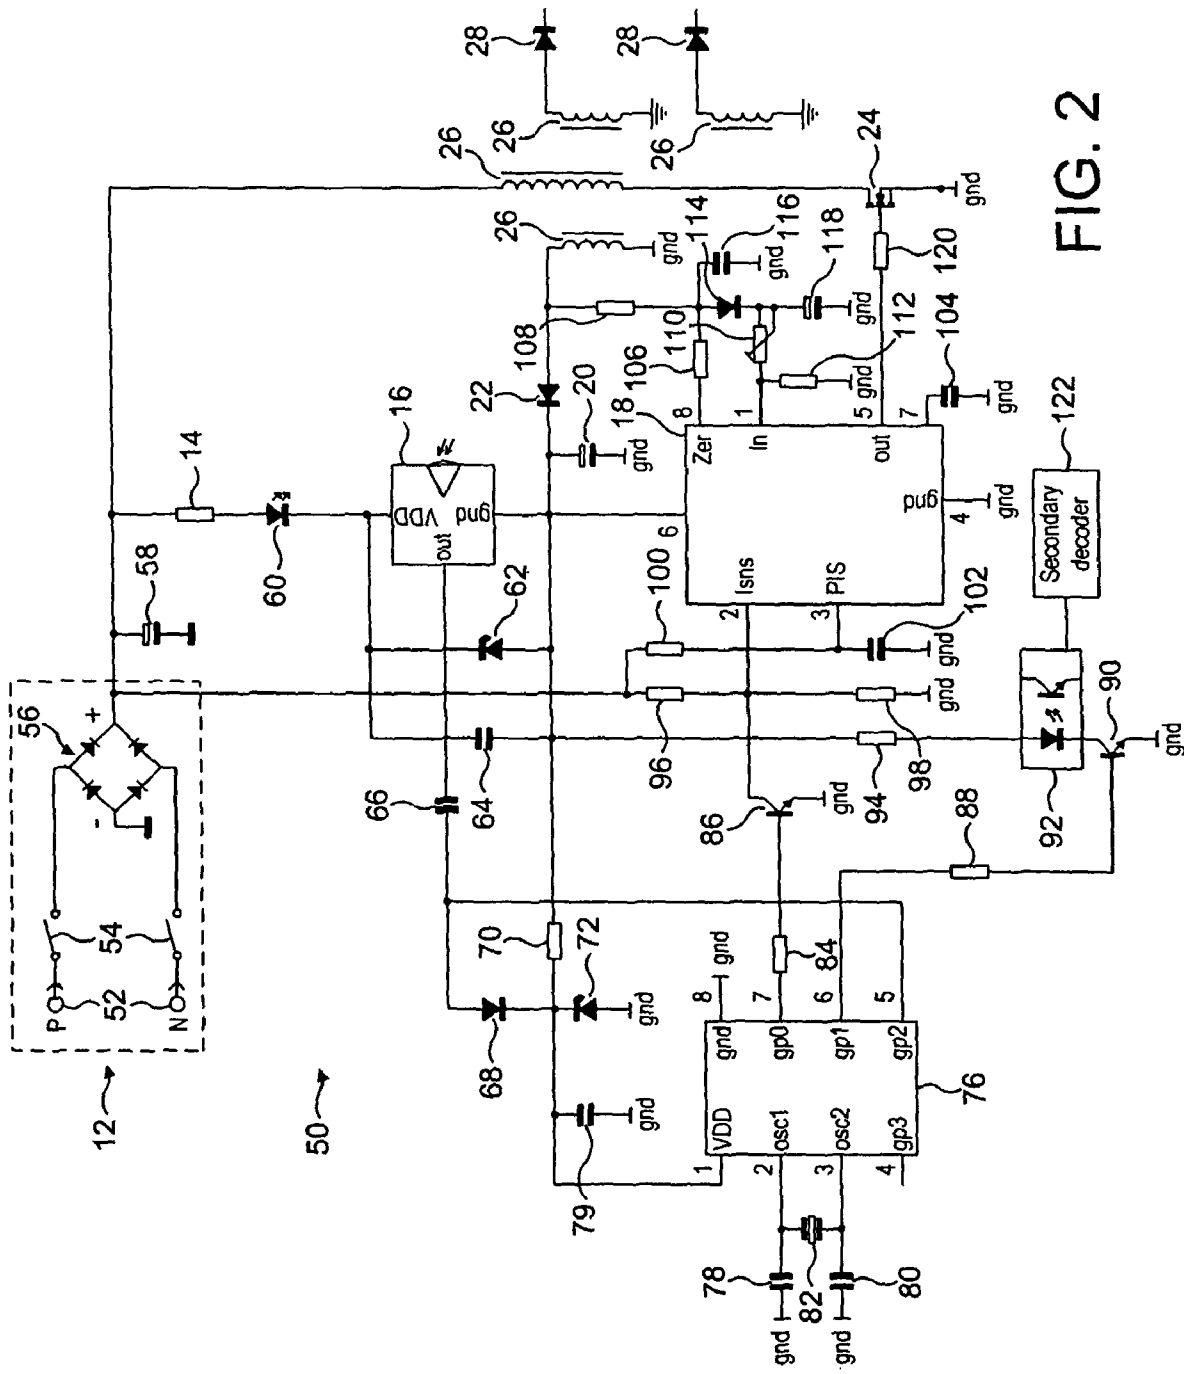 28
28
26
26
26
26
24
gnd
FIG. 2
14
60
58
16
VDD
gnd
out
22
20
gnd
gnd
108
106
110
114
116
gnd
118
gnd
112
gnd
120
104
gnd
18
8
Zer
1
In
5
out
7
gnd
4
gnd
6
Isns
2
PIS
3
100
102
gnd
62
64
66
96
98
gnd
94
122
Secondary
decoder
92
90
gnd
86
gnd
88
84
56
+
-
54
52
P
N
12
50
70
72
gnd
68
79
gnd
76
gnd
8
gnd
gp0
7
gp1
6
gp2
5
VDD
1
osc1
2
osc2
3
gp3
4
78
82
80
gnd
gnd